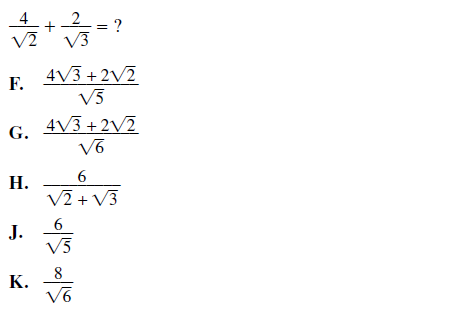 4/√2 + 2/√3 = ?
F. (4√3 + 2√2)/√5
G. (4√3 + 2√2)/√6
H. 6/(√2 + √3)
J. 6/√5
K. 8/√6